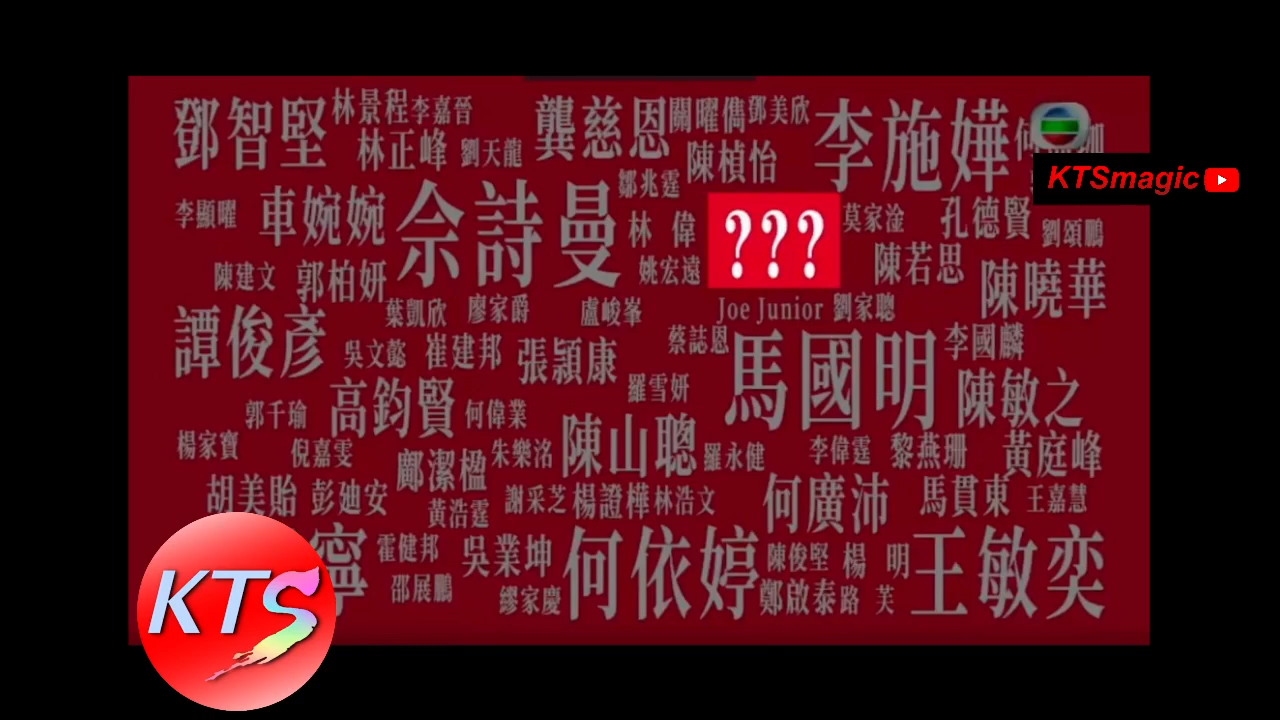 鄧智堅 林景程 李嘉晉 龔慈恩 關曜儁 鄧美欣 李施嬅
林正峰 劉天龍 陳楨怡
鄒兆霆
李顯曜 車婉婉 佘詩曼 林偉 ??? 莫家淦 孔德賢 劉頌鵬
KTSmagic
陳建文 郭柏妍 姚宏遠 陳若思 陳曉華
譚俊彥 葉凱欣 廖家爵 盧峻峯 Joe Junior 劉家聰
吳文懿 崔建邦 張潁康 蔡誌恩 馬國明 李國麟
郭千瑜 高鈞賢 何偉業 羅雪妍 陳敏之
楊家寶 倪嘉雯 鄺潔楹 朱樂洺 陳山聰 羅永健 李偉霆 黎燕珊 黃庭峰
胡美貽 彭廸安 黃浩霆 謝采芝 楊證樺 林浩文 何廣沛 馬貫東 王嘉慧
寧 霍健邦 吳業坤 何依婷 陳俊堅 楊明 王敏奕
邵展鵬 繆家慶 鄭啟泰 路芙
KTS